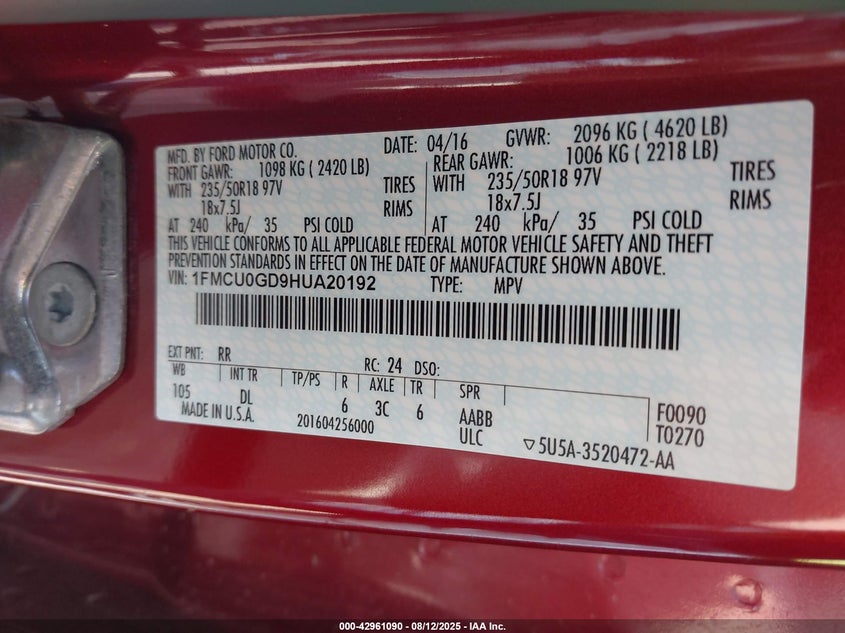 MFD. BY FORD MOTOR CO. DATE: 04/16 GVWR: 2096 KG ( 4620 LB)
FRONT GAWR: 1098 KG ( 2420 LB) REAR GAWR: 1006 KG ( 2218 LB)
WITH 235/50R18 97V TIRES WITH 235/50R18 97V TIRES
18x7.5J RIMS 18x7.5J RIMS
AT 240 kPa/ 35 PSI COLD AT 240 kPa/ 35 PSI COLD
THIS VEHICLE CONFORMS TO ALL APPLICABLE FEDERAL MOTOR VEHICLE SAFETY AND THEFT
PREVENTION STANDARDS IN EFFECT ON THE DATE OF MANUFACTURE SHOWN ABOVE.
VIN: 1FMCU0GD9HUA20192 TYPE: MPV
EXT PNT: RR RC: 24 DSO:
WB INT TR TP/PS R AXLE TR SPR
105 DL 6 3C 6 AABB F0090
MADE IN U.S.A. 201604256000 ULC T0270
5U5A-3520472-AA
000-42961090 - 08/12/2025 - IAA Inc.